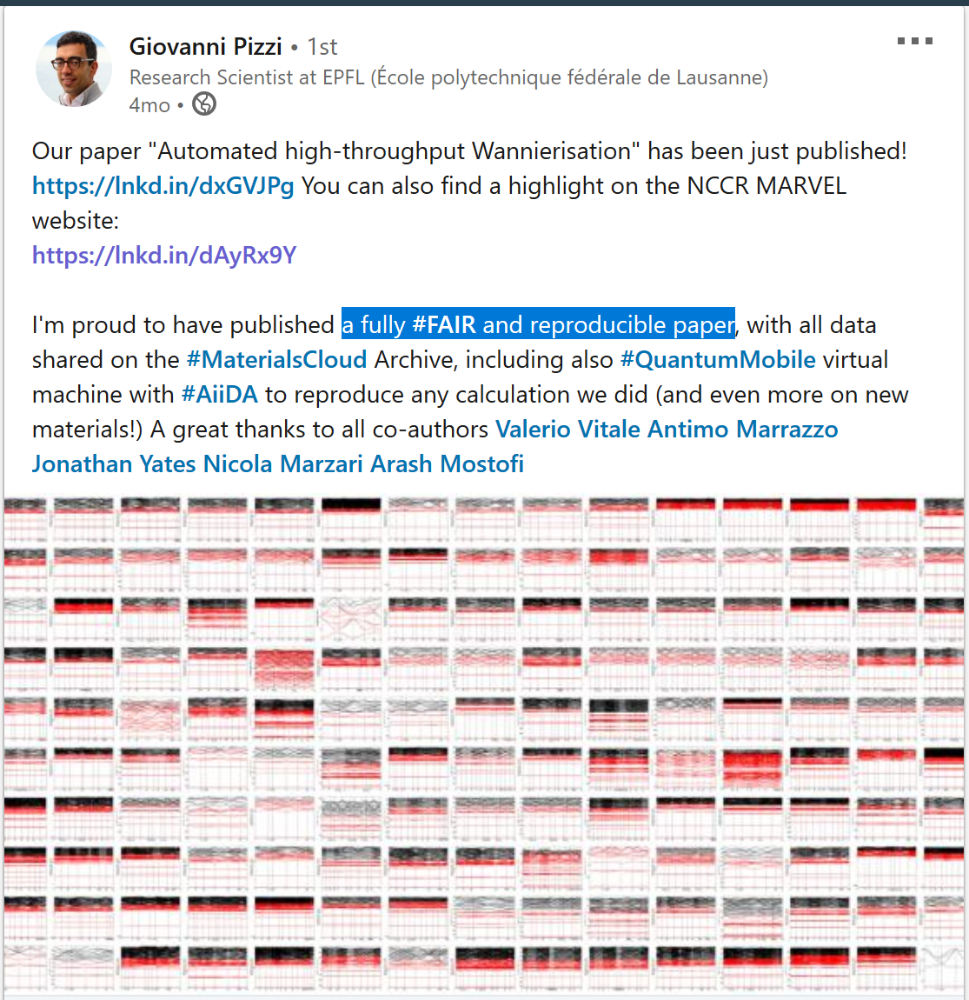 Giovanni Pizzi • 1st
Research Scientist at EPFL (École polytechnique fédérale de Lausanne)
4mo •
Our paper "Automated high-throughput Wannierisation" has been just published!
https://lnkd.in/dxGVJPg You can also find a highlight on the NCCR MARVEL
website:
https://lnkd.in/dAyRx9Y
I'm proud to have published a fully #FAIR and reproducible paper, with all data
shared on the #MaterialsCloud Archive, including also #QuantumMobile virtual
machine with #AiiDA to reproduce any calculation we did (and even more on new
materials!) A great thanks to all co-authors Valerio Vitale Antimo Marrazzo
Jonathan Yates Nicola Marzari Arash Mostofi